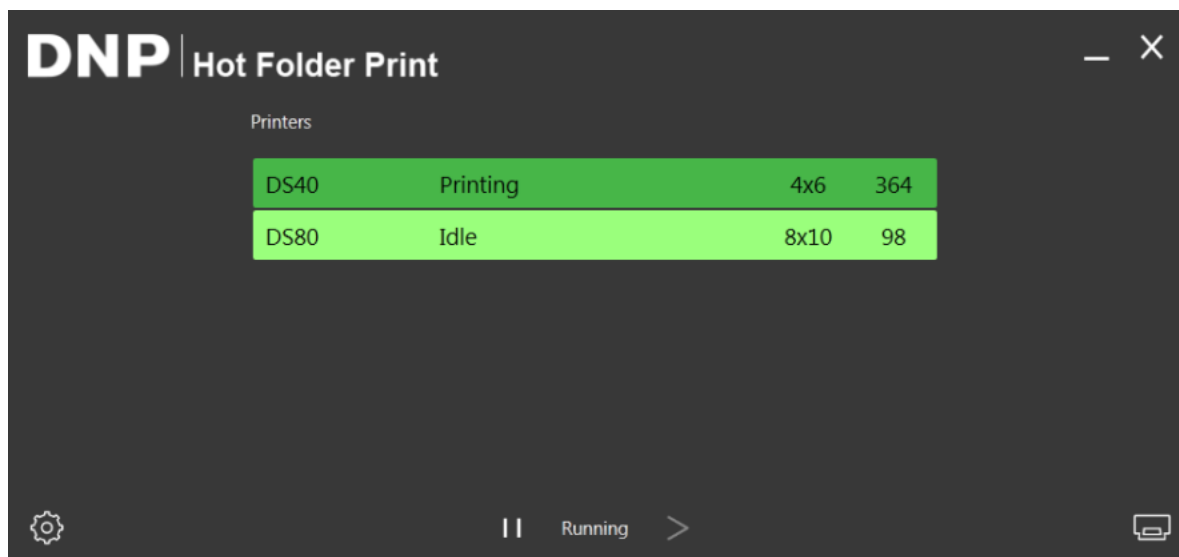 DNP Hot Folder Print
Printers
DS40 Printing 4x6 364
DS80 Idle 8x10 98
Running